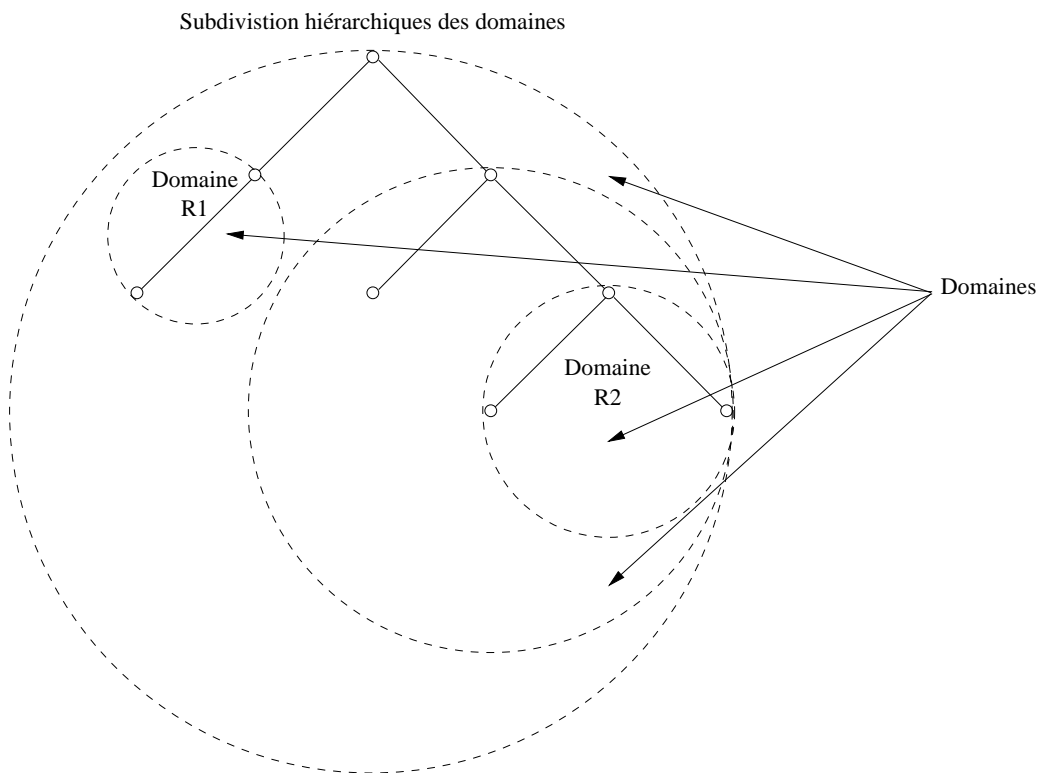 Subdivistion hiérarchiques des domaines
Domaine
R1
Domaines
Domaine
R2